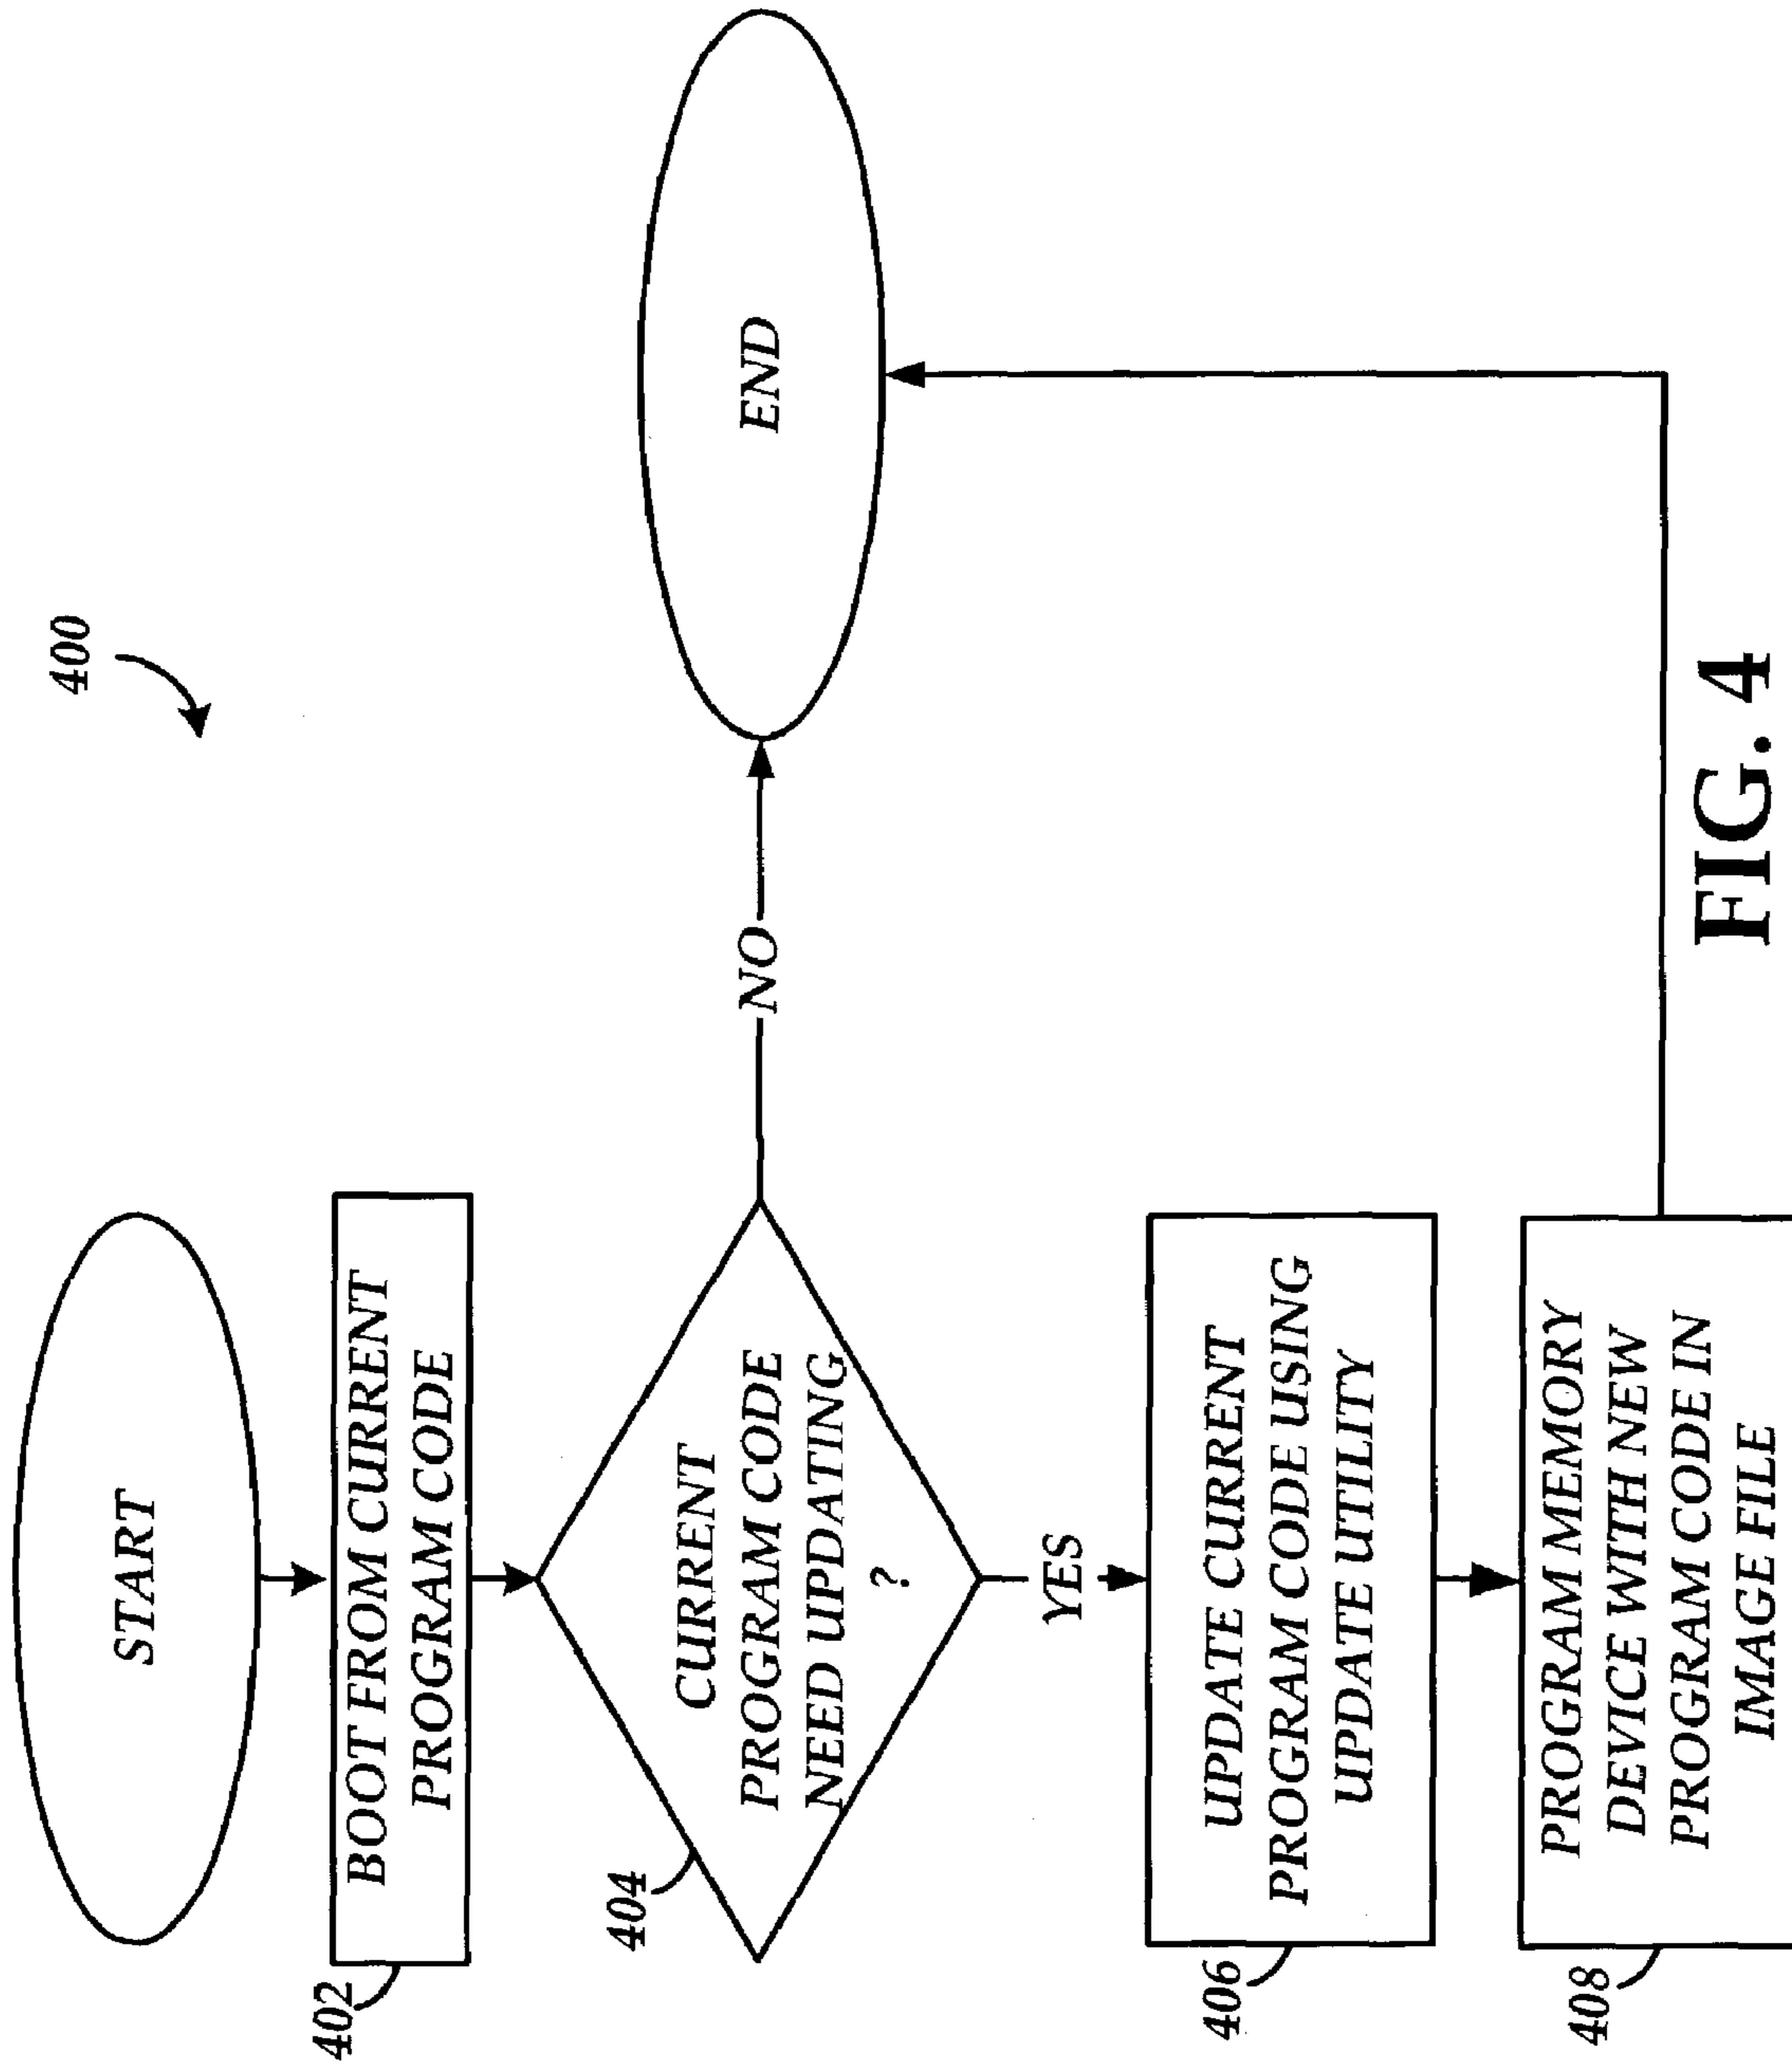 400
START
402
BOOT FROM CURRENT
PROGRAM CODE
404
CURRENT
PROGRAM CODE
NEED UPDATING
?
NO
END
YES
406
UPDATE CURRENT
PROGRAM CODE USING
UPDATE UTILITY
408
PROGRAM MEMORY
DEVICE WITH NEW
PROGRAM CODE IN
IMAGE FILE
FIG. 4